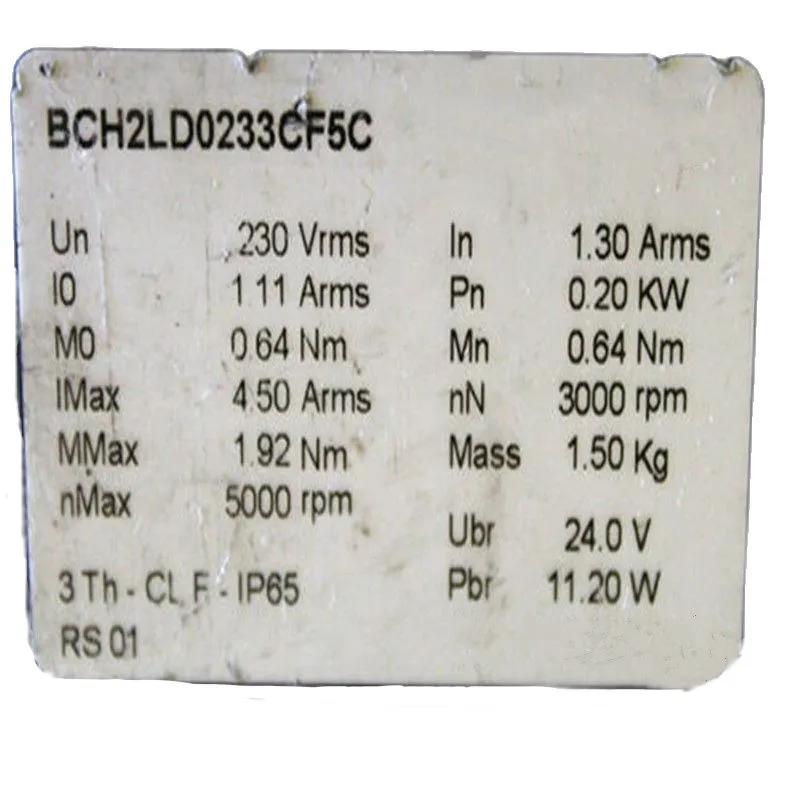 BCH2LD0233CF5C
Un 230 Vrms In 1.30 Arms
I0 1.11 Arms Pn 0.20 KW
M0 0.64 Nm Mn 0.64 Nm
IMax 4.50 Arms nN 3000 rpm
MMax 1.92 Nm Mass 1.50 Kg
nMax 5000 rpm
Ubr 24.0 V
3 Th - CL F - IP65 Pbr 11.20 W
RS 01